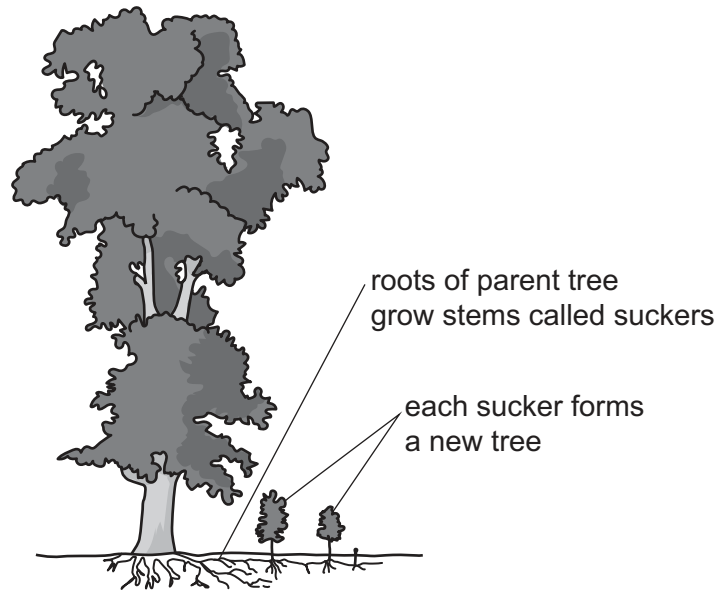 roots of parent tree
grow stems called suckers
each sucker forms
a new tree